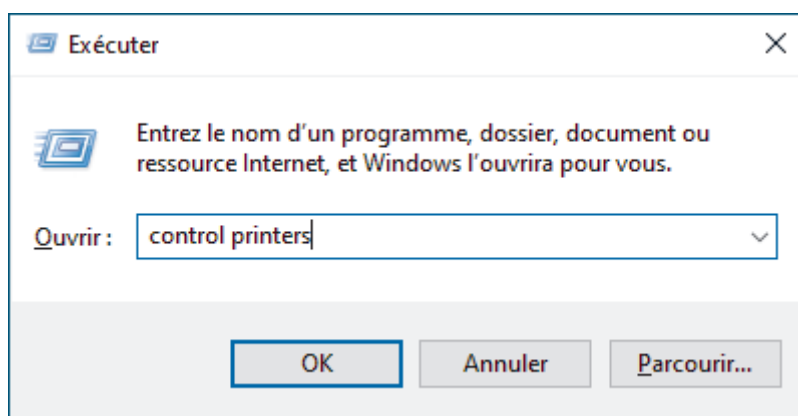 Exécuter
Entrez le nom d’un programme, dossier, document ou
ressource Internet, et Windows l’ouvrira pour vous.
Ouvrir : control printers
OK Annuler Parcourir...